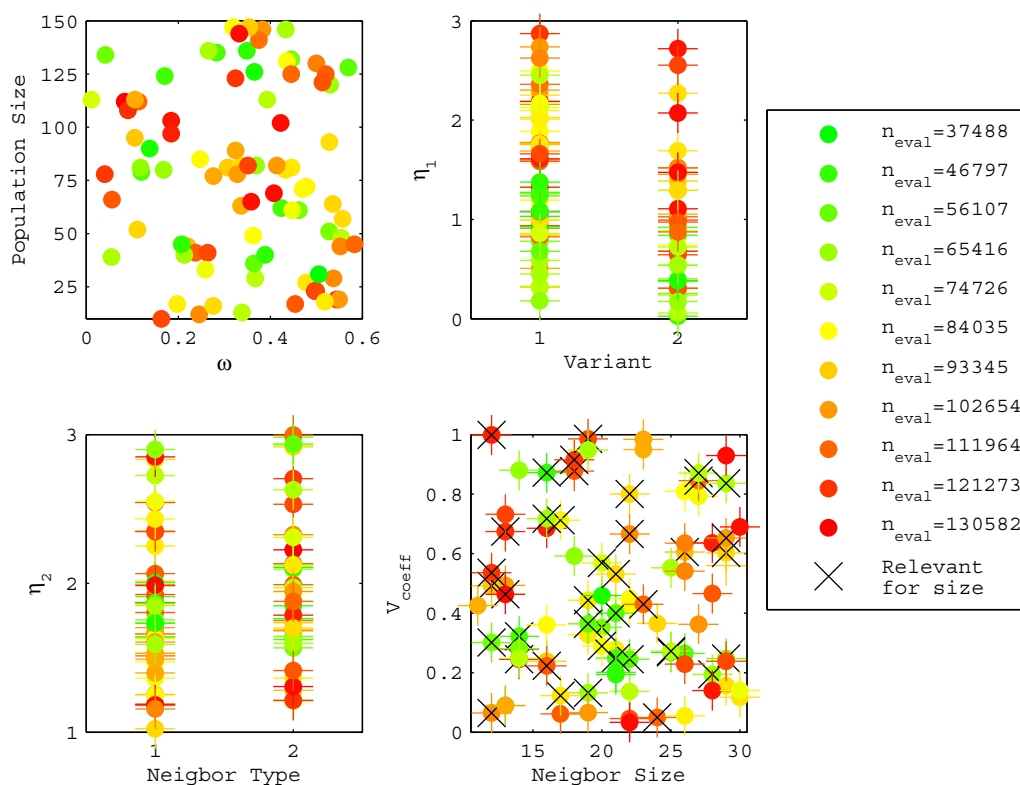 150
125
100
75
50
25
0
0.2
0.4
0.6
Population Size
ω
3
2
1
0
1
2
η1
Variant
neval=37488
neval=46797
neval=56107
neval=65416
neval=74726
neval=84035
neval=93345
neval=102654
neval=111964
neval=121273
neval=130582
Relevant
for size
3
2
1
1
2
η2
Neigbor Type
1
0.8
0.6
0.4
0.2
0
15
20
25
30
Vcoeff
Neigbor Size